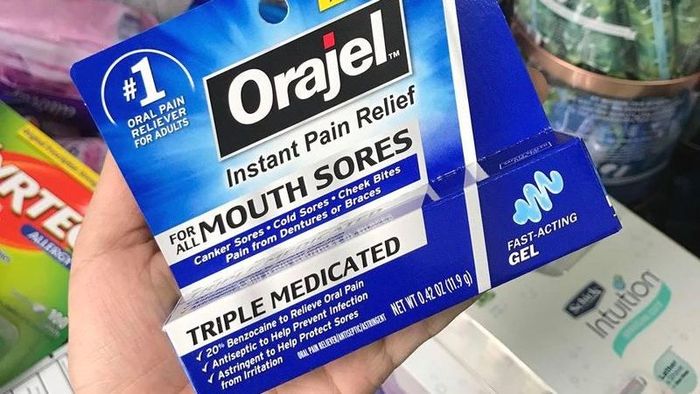 #1
ORAL PAIN
RELIEVER
FOR ADULTS
Orajel™
Instant Pain Relief
FOR ALL MOUTH SORES
Canker Sores • Cold Sores • Cheek Bites
Pain from Dentures or Braces
TRIPLE MEDICATED
✓ 20% Benzocaine to Relieve Oral Pain
✓ Antiseptic to Help Prevent Infection
✓ Astringent to Help Protect Sores
from Irritation
ORAL PAIN RELIEVER/ANTISEPTIC/ASTRINGENT
NET WT 0.42 OZ (11.9 g)
FAST-ACTING
GEL
YRTEC
ALLERGY
Schick
Intuition